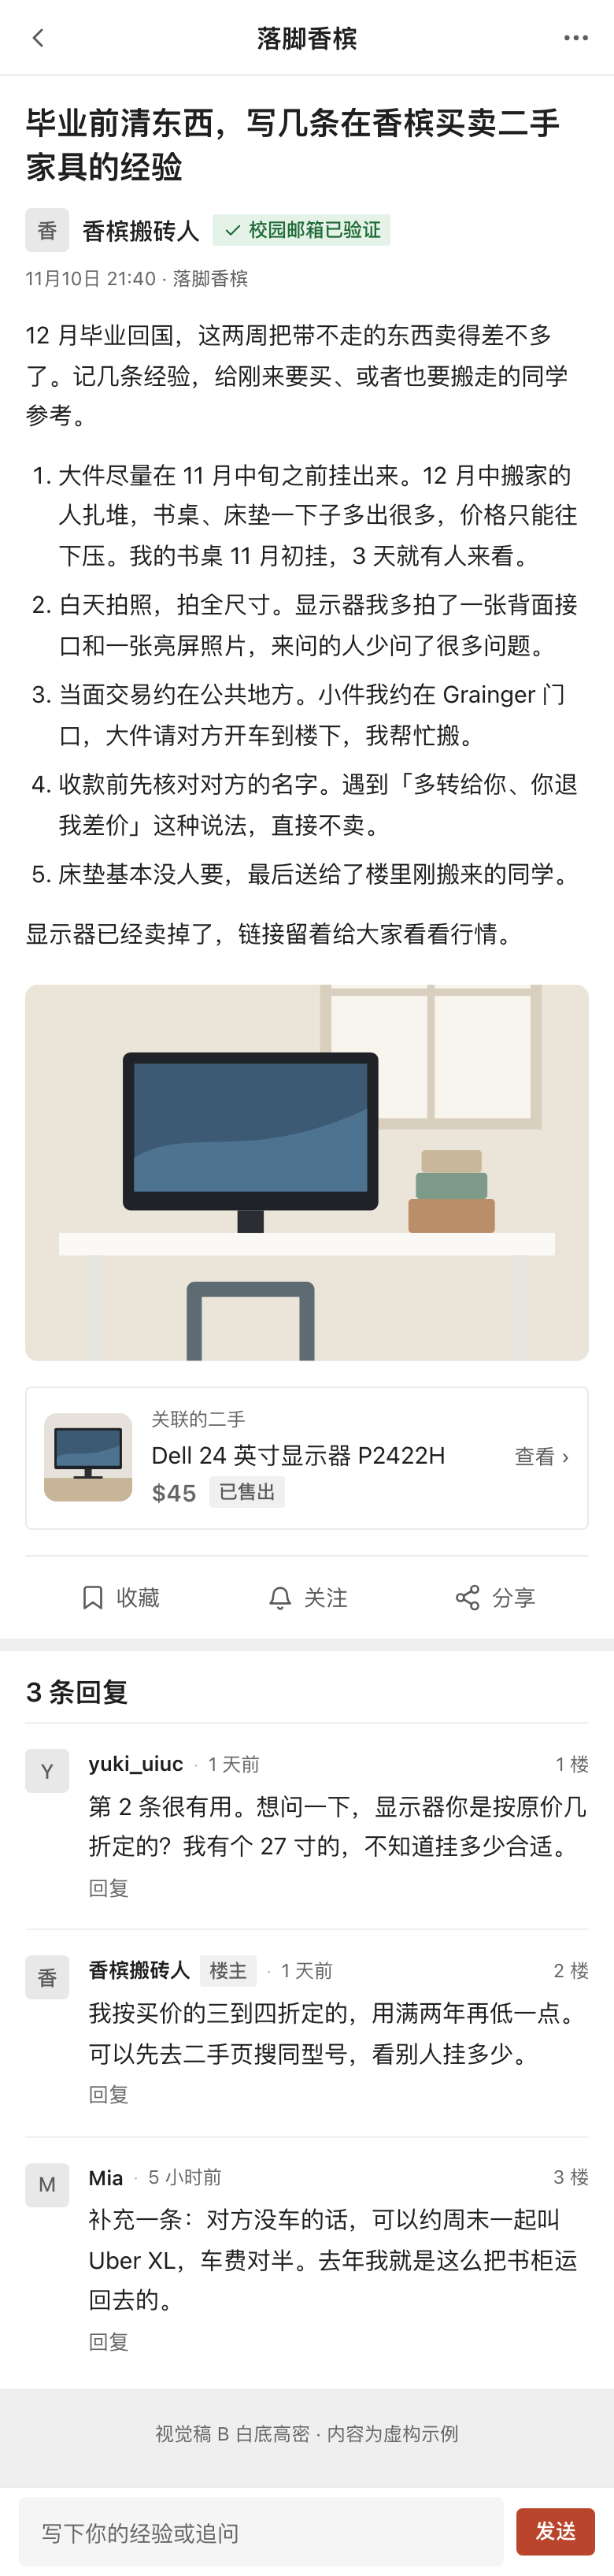 落脚香槟
毕业前清东西，写几条在香槟买卖二手
家具的经验
香
香槟搬砖人
校园邮箱已验证
11月10日 21:40 · 落脚香槟
12 月毕业回国，这两周把带不走的东西卖得差不多
了。记几条经验，给刚来要买、或者也要搬走的同学
参考。
1. 大件尽量在 11 月中旬之前挂出来。12 月中搬家的
人扎堆，书桌、床垫一下子多出很多，价格只能往
下压。我的书桌 11 月初挂，3 天就有人来看。
2. 白天拍照，拍全尺寸。显示器我多拍了一张背面接
口和一张亮屏照片，来问的人少问了很多问题。
3. 当面交易约在公共地方。小件我约在 Grainger 门
口，大件请对方开车到楼下，我帮忙搬。
4. 收款前先核对对方的名字。遇到「多转给你、你退
我差价」这种说法，直接不卖。
5. 床垫基本没人要，最后送给了楼里刚搬来的同学。
显示器已经卖掉了，链接留着给大家看看行情。
关联的二手
Dell 24 英寸显示器 P2422H
查看 ›
$45 已售出
收藏 关注 分享
3 条回复
Y
yuki_uiuc · 1 天前 1 楼
第 2 条很有用。想问一下，显示器你是按原价几
折定的？我有个 27 寸的，不知道挂多少合适。
回复
香
香槟搬砖人 楼主 · 1 天前 2 楼
我按买价的三到四折定的，用满两年再低一点。
可以先去二手页搜同型号，看别人挂多少。
回复
M
Mia · 5 小时前 3 楼
补充一条：对方没车的话，可以约周末一起叫
Uber XL，车费对半。去年我就是这么把书柜运
回去的。
回复
视觉稿 B 白底高密 · 内容为虚构示例
写下你的经验或追问
发送